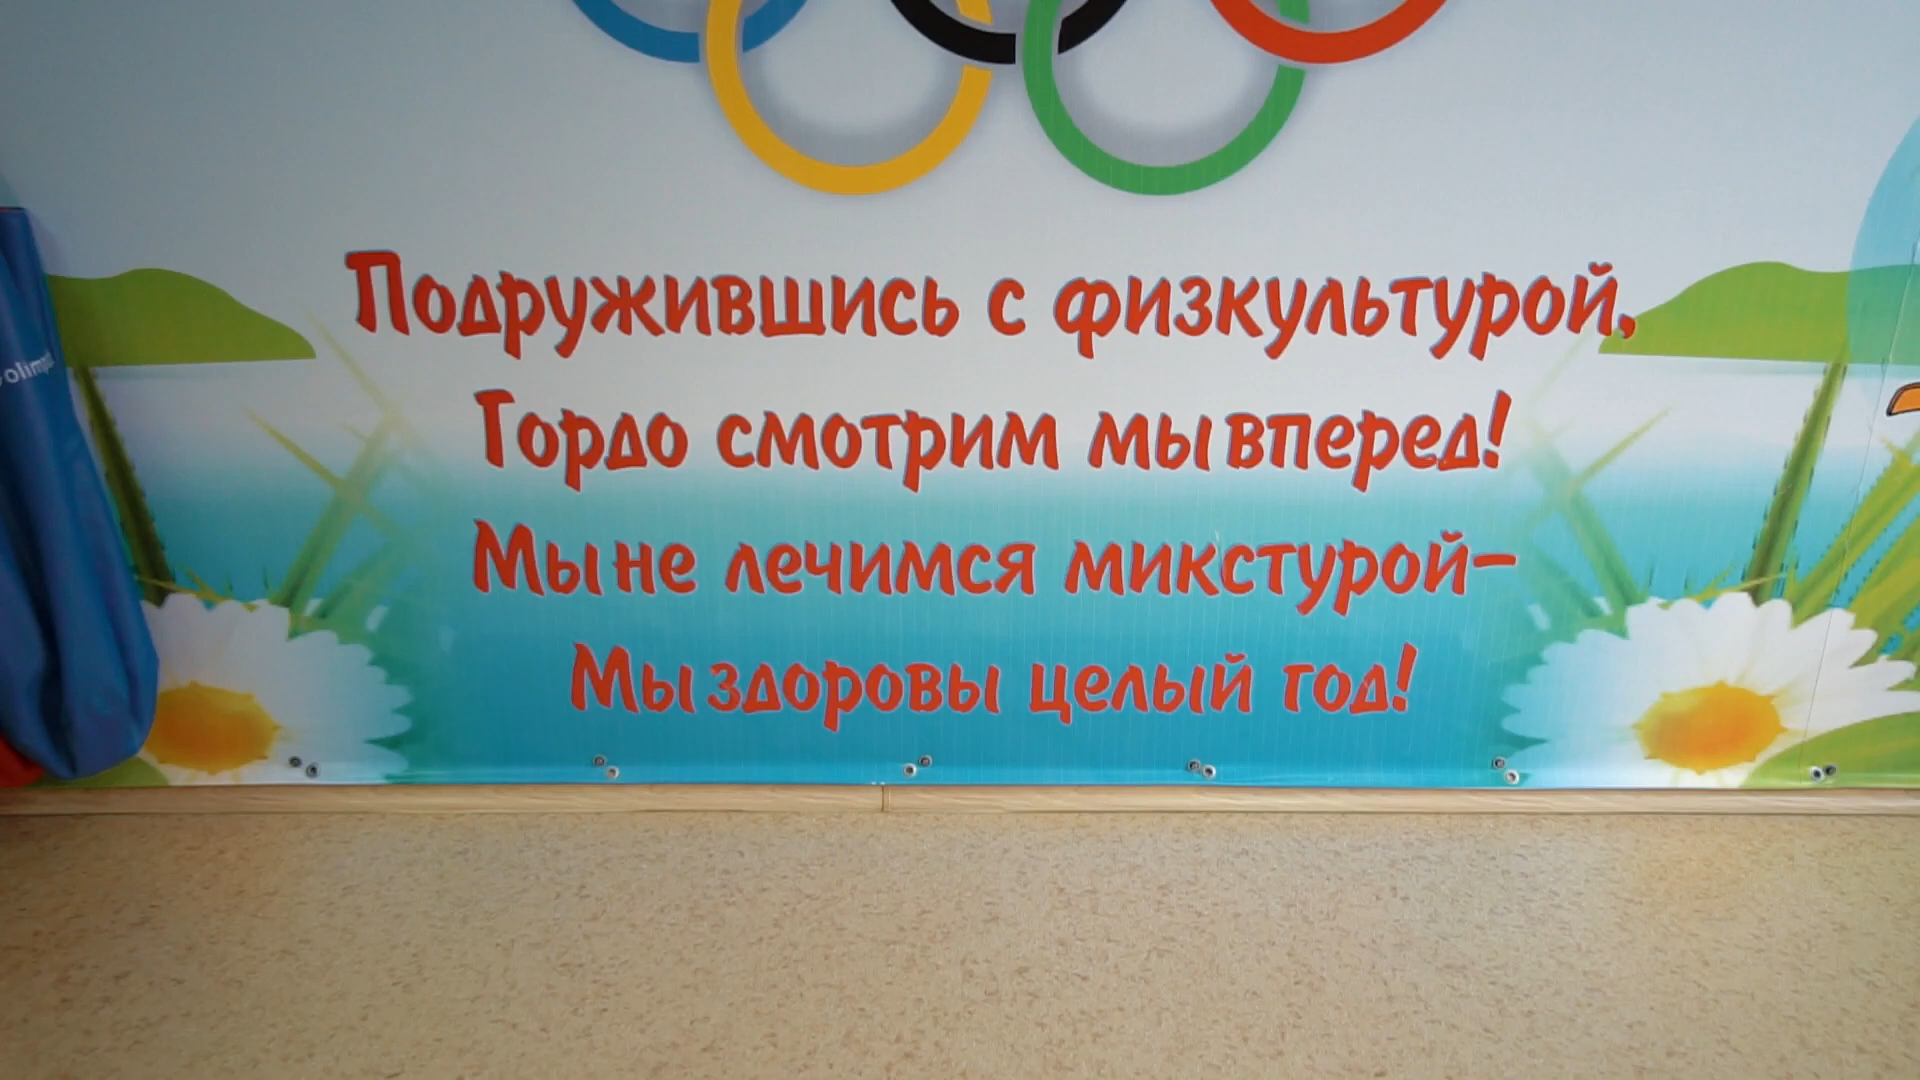 Подружившись с физкультурой,
Гордо смотрим мы вперед!
Мы не лечимся микстурой-
Мы здоровы целый год!